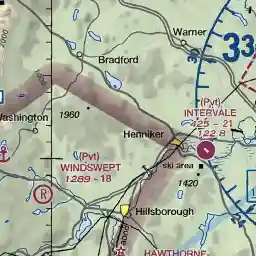 Warner
33
Bradford
(Pvt)
INTERVALE
425 - 21
122.8
1960
Washington
Henniker
(Pvt)
WINDSWEPT
1289 - 18
ski area
1420
R
Hillsborough
HAWTHORNE